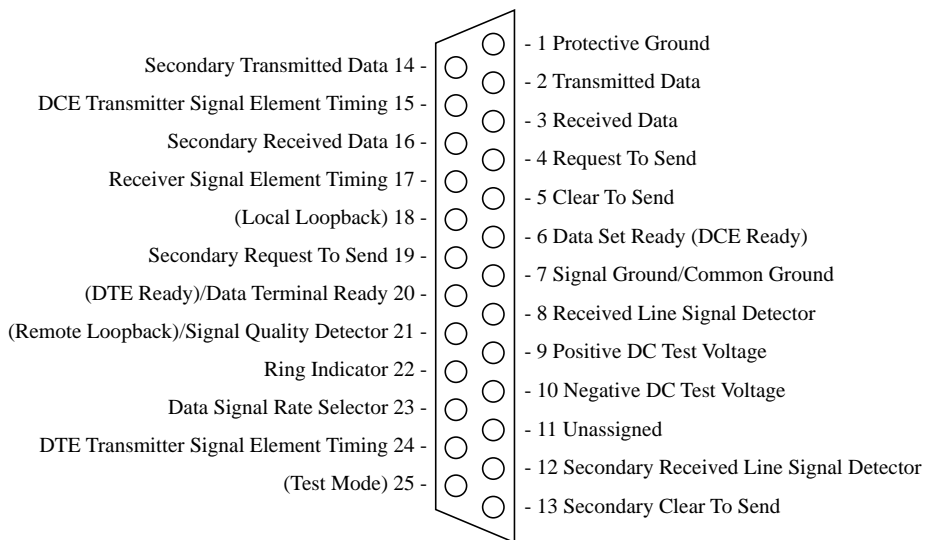 Secondary Transmitted Data 14 -
DCE Transmitter Signal Element Timing 15 -
Secondary Received Data 16 -
Receiver Signal Element Timing 17 -
(Local Loopback) 18 -
Secondary Request To Send 19 -
(DTE Ready)/Data Terminal Ready 20 -
(Remote Loopback)/Signal Quality Detector 21 -
Ring Indicator 22 -
Data Signal Rate Selector 23 -
DTE Transmitter Signal Element Timing 24 -
(Test Mode) 25 -
- 1 Protective Ground
- 2 Transmitted Data
- 3 Received Data
- 4 Request To Send
- 5 Clear To Send
- 6 Data Set Ready (DCE Ready)
- 7 Signal Ground/Common Ground
- 8 Received Line Signal Detector
- 9 Positive DC Test Voltage
- 10 Negative DC Test Voltage
- 11 Unassigned
- 12 Secondary Received Line Signal Detector
- 13 Secondary Clear To Send